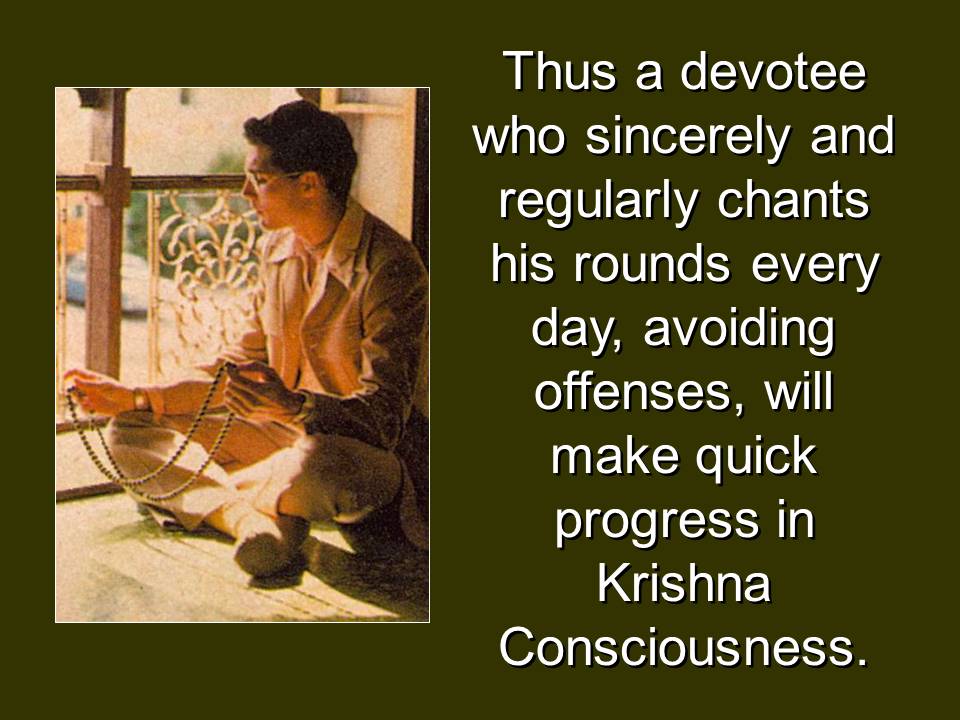 Thus a devotee
who sincerely and
regularly chants
his rounds every
day, avoiding
offenses, will
make quick
progress in
Krishna
Consciousness.